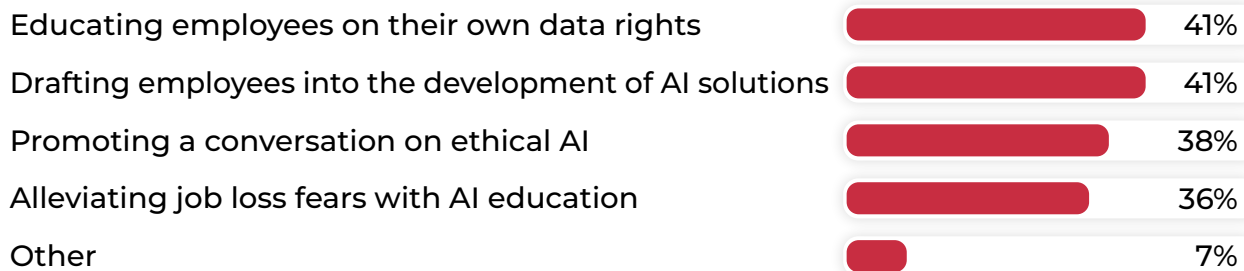 Educating employees on their own data rights 41%
Drafting employees into the development of AI solutions 41%
Promoting a conversation on ethical AI 38%
Alleviating job loss fears with AI education 36%
Other 7%